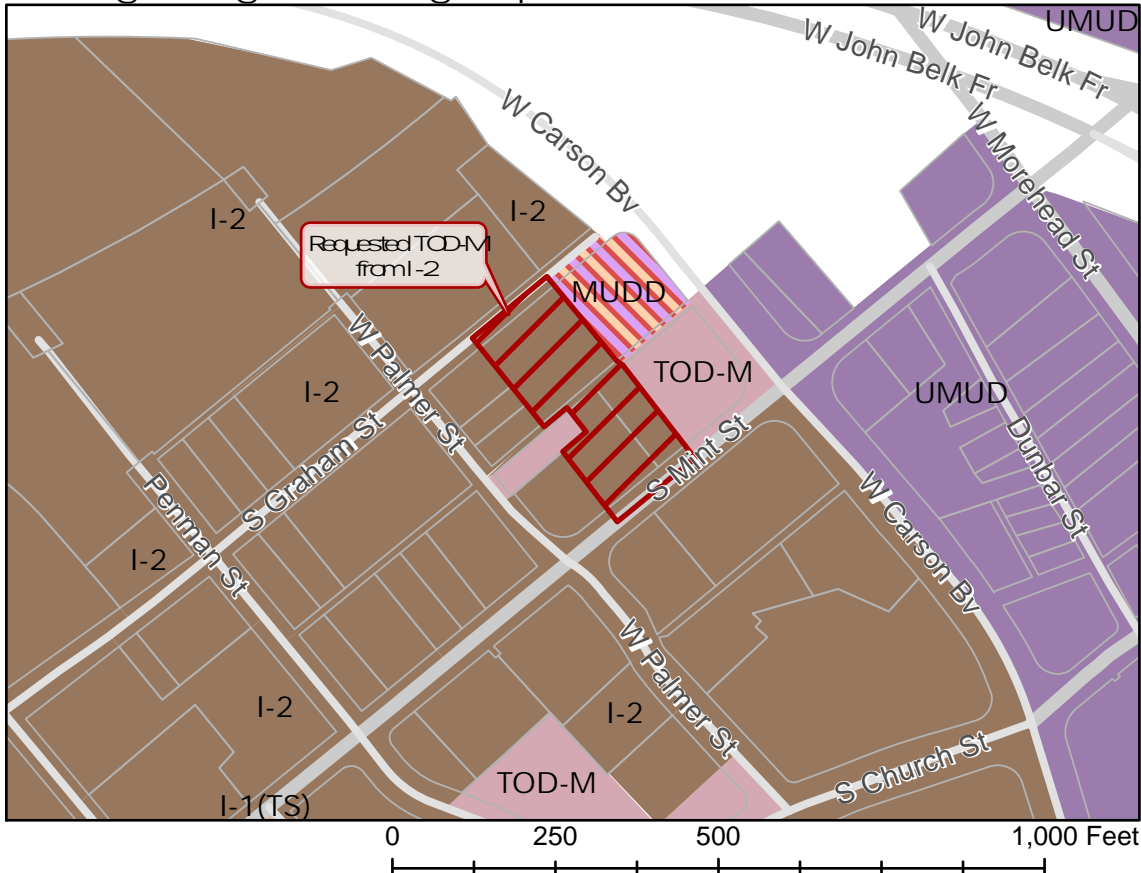 UMUD
W John Belk Fr
W John Belk Fr
W Carson Bv
W Morehead St
I-2
I-2
Requested TOD-M
from I-2
MUDD
W Palmer St
TOD-M
I-2
UMUD
S Mint St
S Graham St
Dunbar St
Penman St
W Carson Bv
I-2
W Palmer St
I-2
I-2
S Church St
TOD-M
I-1(TS)
0 250 500 1,000 Feet